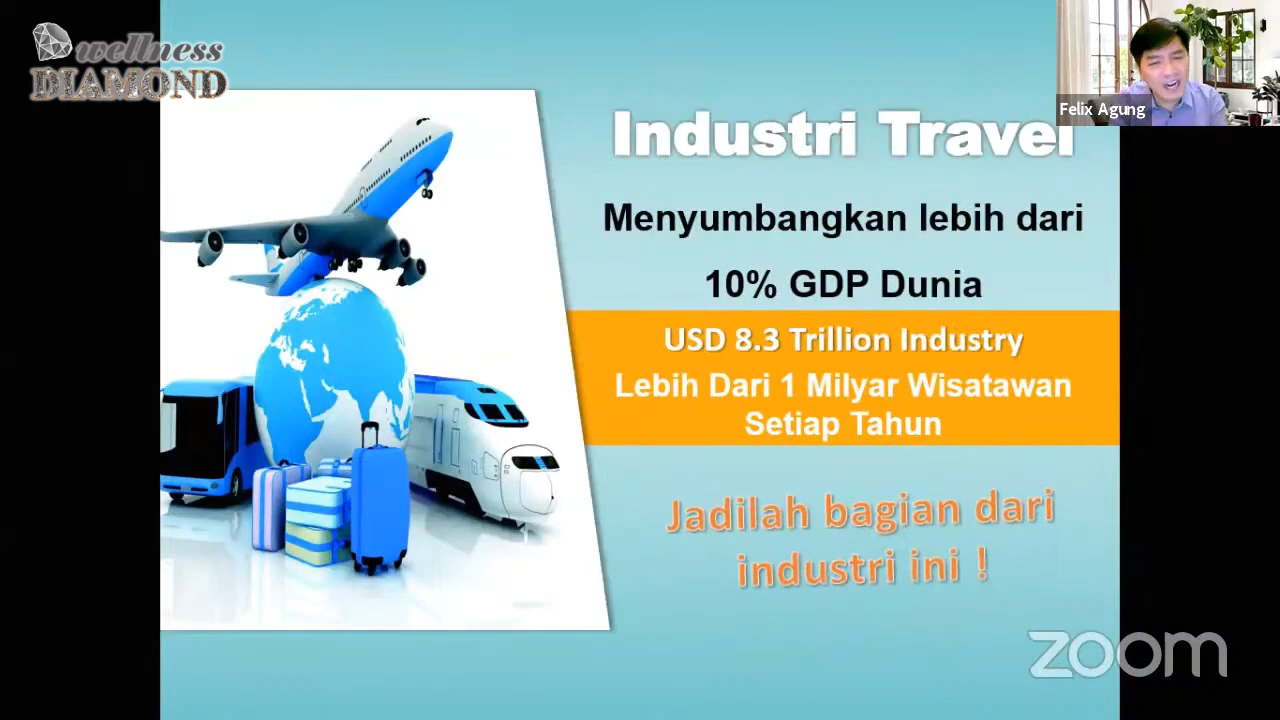 wellness
DIAMOND
Felix Agung
Industri Travel
Menyumbangkan lebih dari
10% GDP Dunia
USD 8.3 Trillion Industry
Lebih Dari 1 Milyar Wisatawan
Setiap Tahun
Jadilah bagian dari
industri ini !
zoom